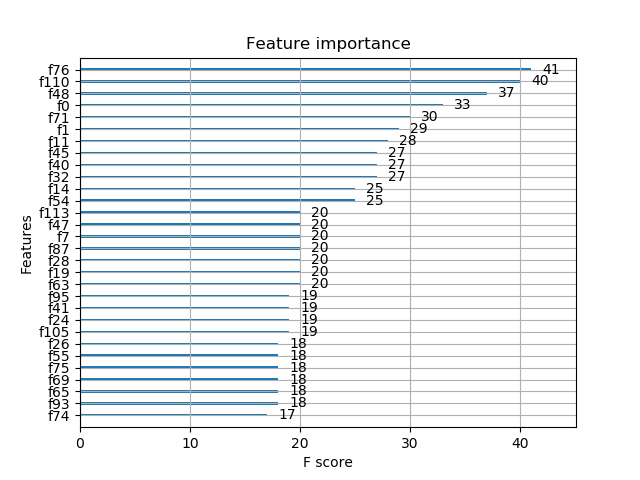 Feature importance
f76 41
f110 40
f48 37
f0 33
f71 30
f1 29
f11 28
f45 27
f40 27
f32 27
f14 25
f54 25
f113 20
f47 20
f7 20
f87 20
f28 20
f19 20
f63 20
f95 19
f41 19
f24 19
f105 19
f26 18
f55 18
f75 18
f69 18
f65 18
f93 18
f74 17
Features
0 10 20 30 40
F score